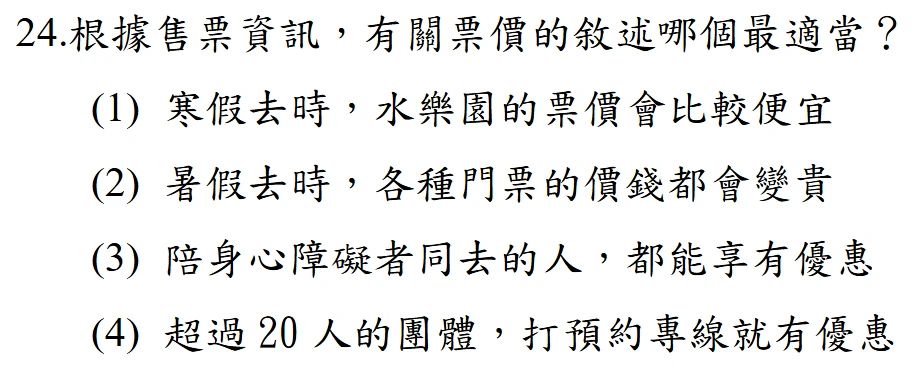 24.根據售票資訊，有關票價的敘述哪個最適當？
(1) 寒假去時，水樂園的票價會比較便宜
(2) 暑假去時，各種門票的價錢都會變貴
(3) 陪身心障礙者同去的人，都能享有優惠
(4) 超過 20 人的團體，打預約專線就有優惠